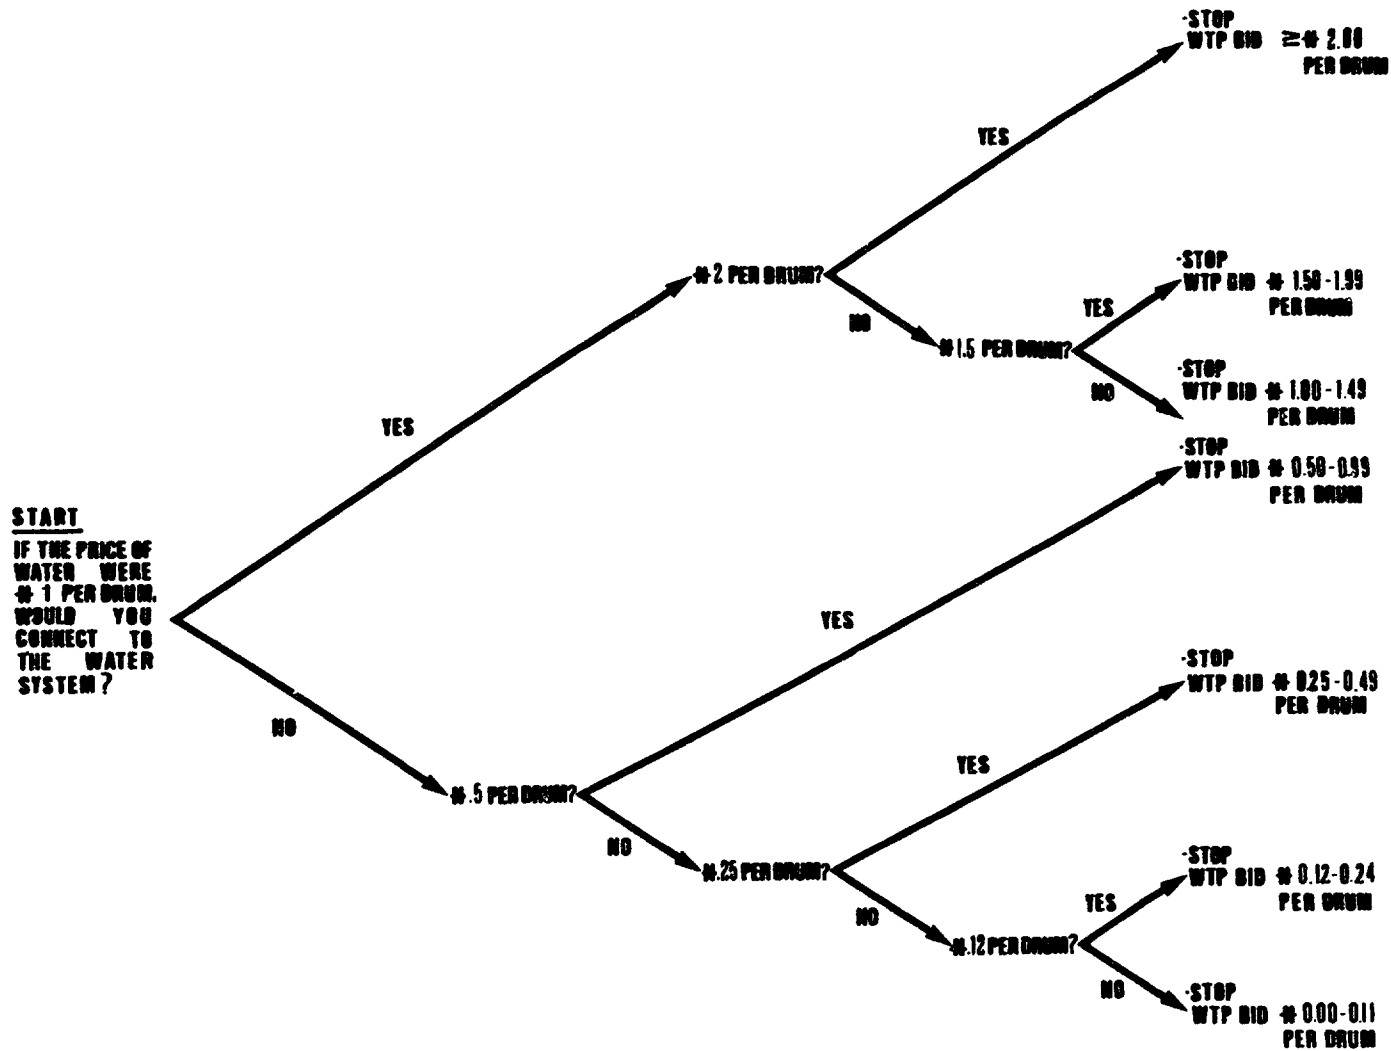 -STOP
WTP BID ≥ ₦ 2.00
PER DRUM
YES
₦ 2 PER DRUM?
NO
-STOP
WTP BID ₦ 1.50-1.99
PER DRUM
YES
₦ 1.5 PER DRUM?
NO
-STOP
WTP BID ₦ 1.00-1.49
PER DRUM
YES
-STOP
WTP BID ₦ 0.50-0.99
PER DRUM
START
IF THE PRICE OF
WATER WERE
₦ 1 PER DRUM,
WOULD YOU
CONNECT TO
THE WATER
SYSTEM?
YES
NO
₦ .5 PER DRUM?
NO
-STOP
WTP BID ₦ 0.25-0.49
PER DRUM
YES
₦ .25 PER DRUM?
NO
-STOP
WTP BID ₦ 0.12-0.24
PER DRUM
YES
₦ .12 PER DRUM?
NO
-STOP
WTP BID ₦ 0.00-0.11
PER DRUM